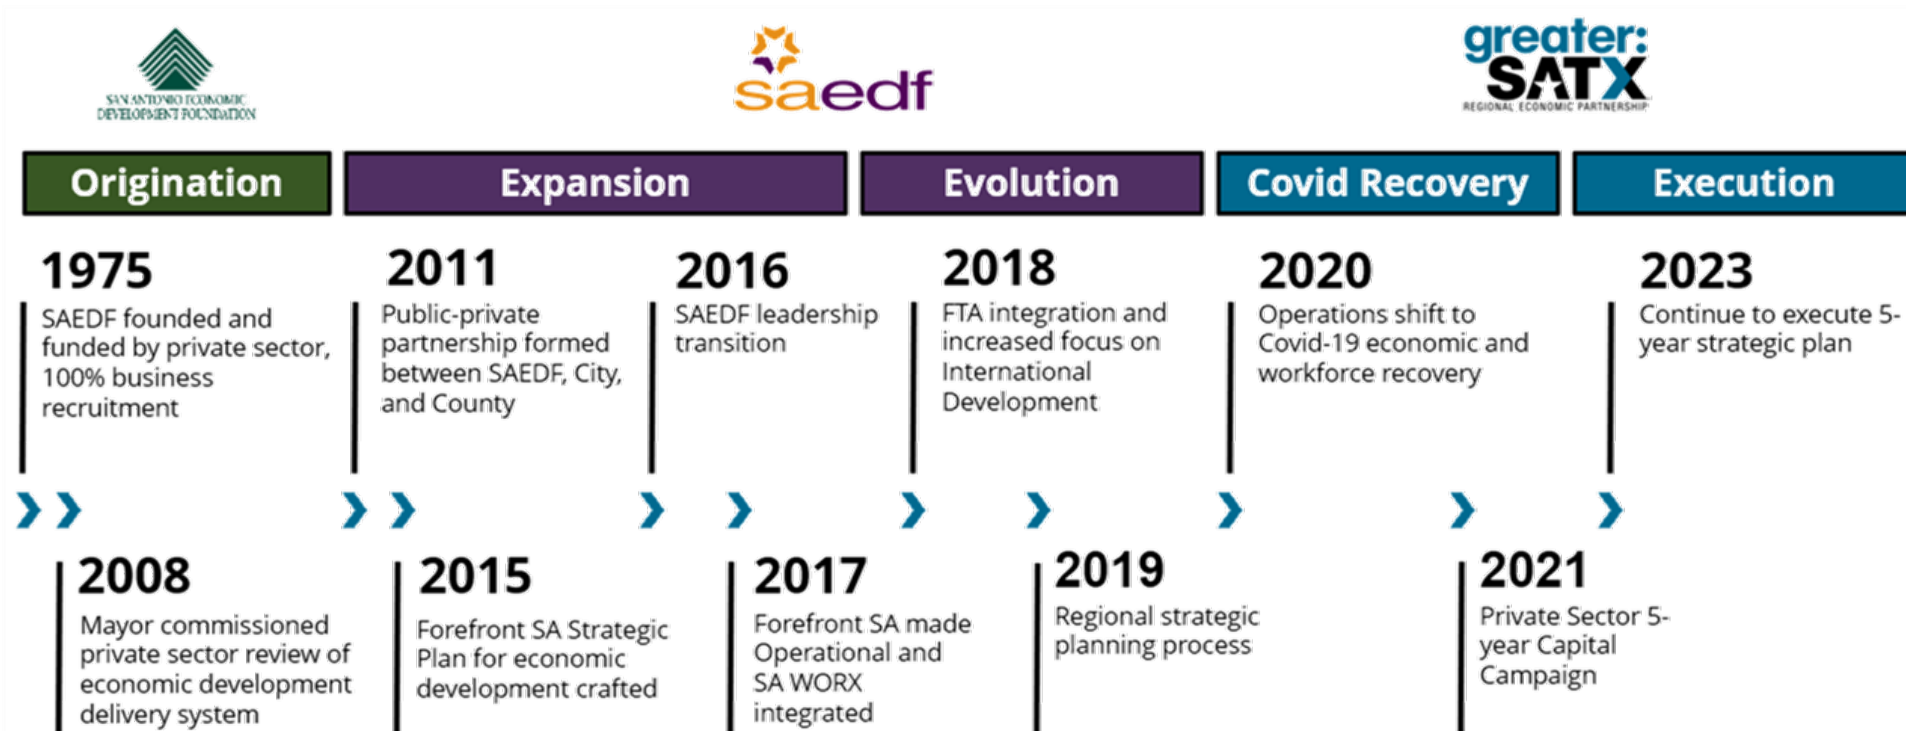 SAN ANTONIO ECONOMIC
DEVELOPMENT FOUNDATION
saedf
greater:
SATX
REGIONAL ECONOMIC PARTNERSHIP
Origination
Expansion
Evolution
Covid Recovery
Execution
1975
SAEDF founded and
funded by private sector,
100% business
recruitment
2011
Public-private
partnership formed
between SAEDF, City,
and County
2016
SAEDF leadership
transition
2018
FTA integration and
increased focus on
International
Development
2020
Operations shift to
Covid-19 economic and
workforce recovery
2023
Continue to execute 5-
year strategic plan
2008
Mayor commissioned
private sector review of
economic development
delivery system
2015
Forefront SA Strategic
Plan for economic
development crafted
2017
Forefront SA made
Operational and
SA WORX
integrated
2019
Regional strategic
planning process
2021
Private Sector 5-
year Capital
Campaign